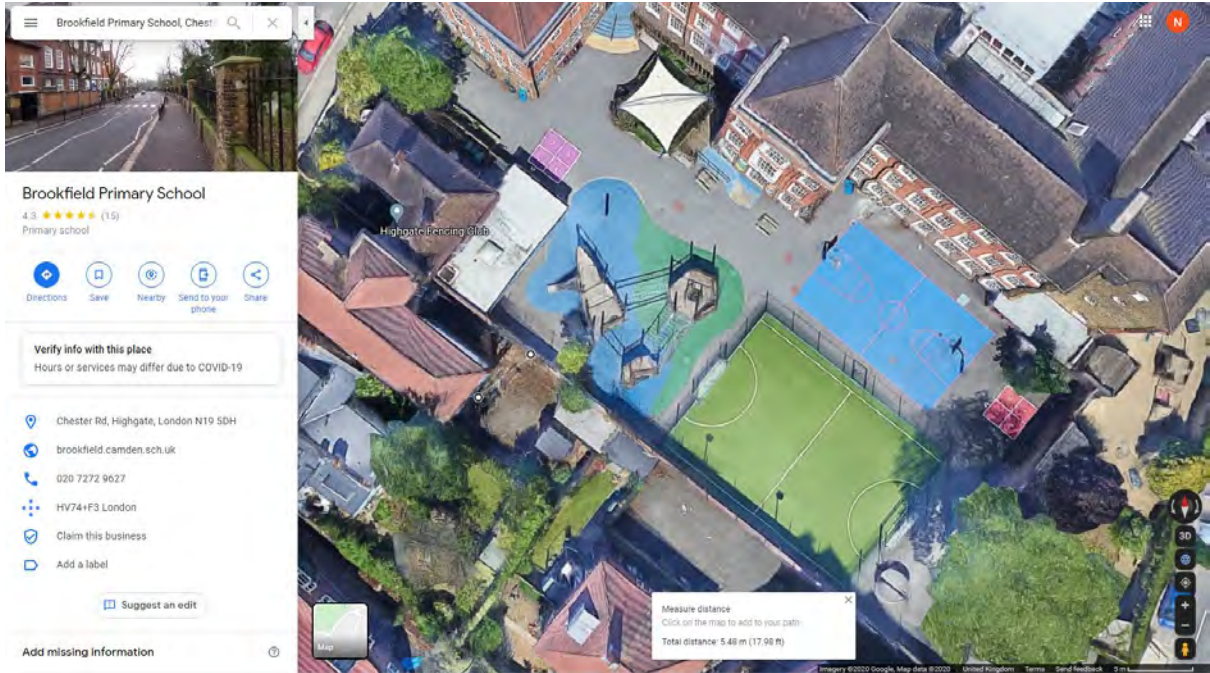 Brookfield Primary School, Chest
N
Brookfield Primary School
4.3 (15)
Primary school
Directions
Save
Nearby
Send to your
phone
Share
Verify info with this place
Hours or services may differ due to COVID-19
Chester Rd, Highgate, London N19 5DH
brookfield.camden.sch.uk
020 7272 9627
HV74+F3 London
Claim this business
Add a label
Suggest an edit
Add missing information
Highgate Fencing Club
Map
Measure distance
Click on the map to add to your path
Total distance: 5.48 m (17.98 ft)
3D
Imagery ©2020 Google, Map data ©2020 United Kingdom Terms Send feedback 5 m